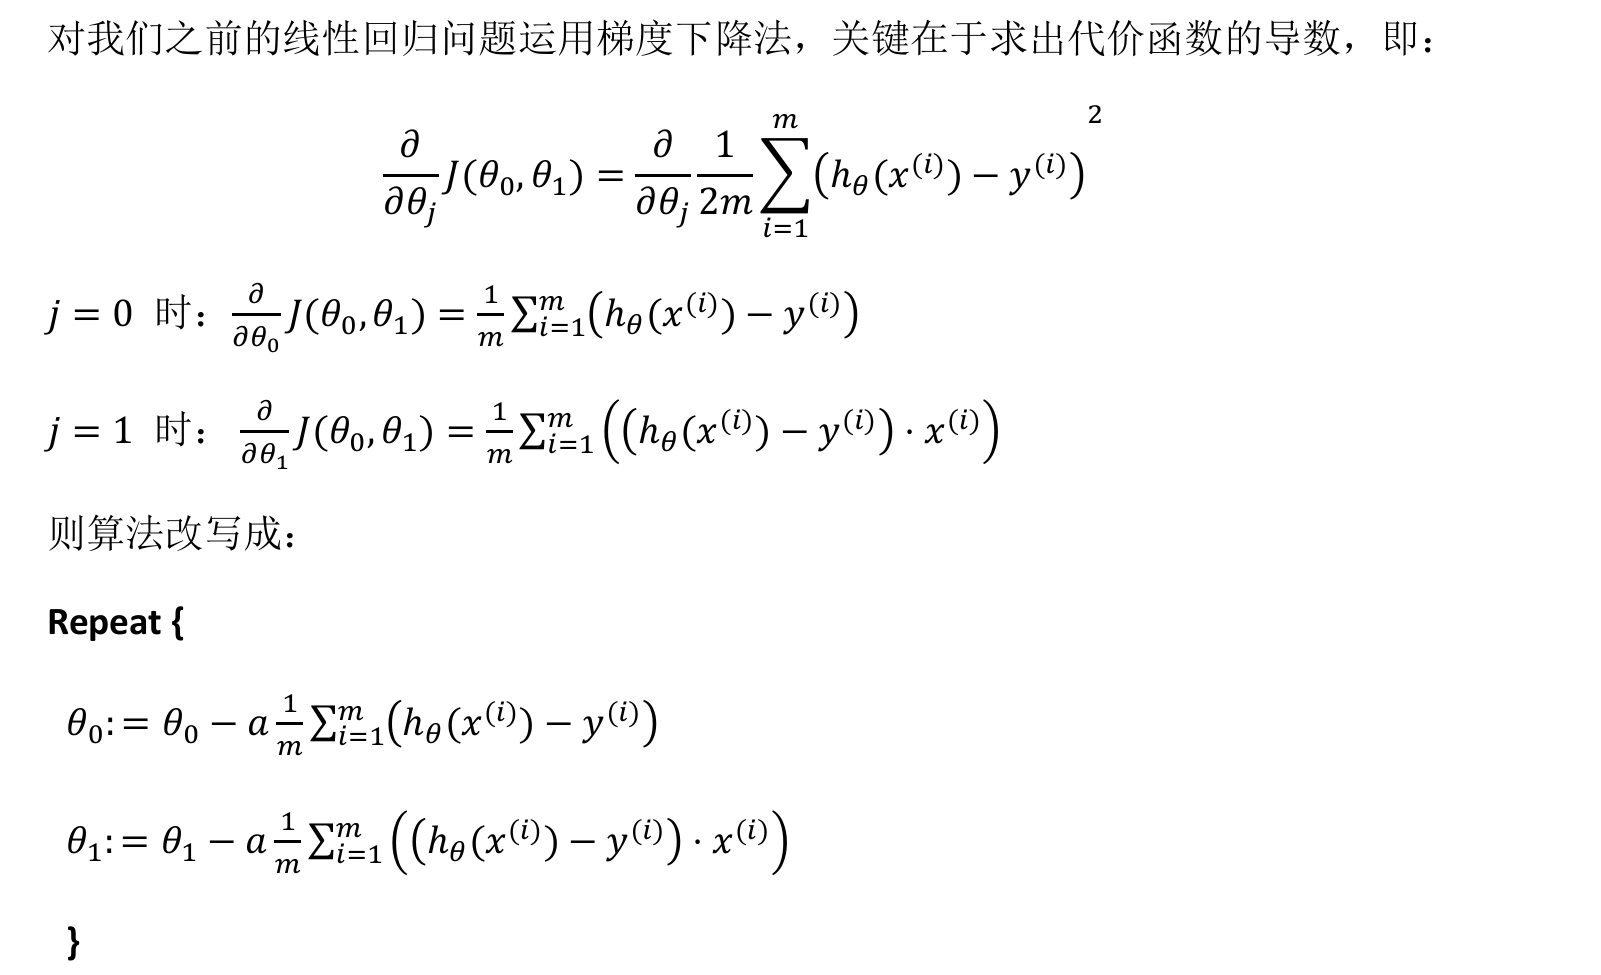 对我们之前的线性回归问题运用梯度下降法，关键在于求出代价函数的导数，即：
$\frac{\partial}{\partial\theta_j}J(\theta_0,\theta_1)=\frac{\partial}{\partial\theta_j}\frac{1}{2m}\sum_{i=1}^{m}\left(h_\theta(x^{(i)})-y^{(i)}\right)^2$
$j=0$ 时：$\frac{\partial}{\partial\theta_0}J(\theta_0,\theta_1)=\frac{1}{m}\sum_{i=1}^{m}\left(h_\theta(x^{(i)})-y^{(i)}\right)$
$j=1$ 时：$\frac{\partial}{\partial\theta_1}J(\theta_0,\theta_1)=\frac{1}{m}\sum_{i=1}^{m}\left(\left(h_\theta(x^{(i)})-y^{(i)}\right)\cdot x^{(i)}\right)$
则算法改写成：
Repeat {
$\theta_0:=\theta_0-a\frac{1}{m}\sum_{i=1}^{m}\left(h_\theta(x^{(i)})-y^{(i)}\right)$
$\theta_1:=\theta_1-a\frac{1}{m}\sum_{i=1}^{m}\left(\left(h_\theta(x^{(i)})-y^{(i)}\right)\cdot x^{(i)}\right)$
}